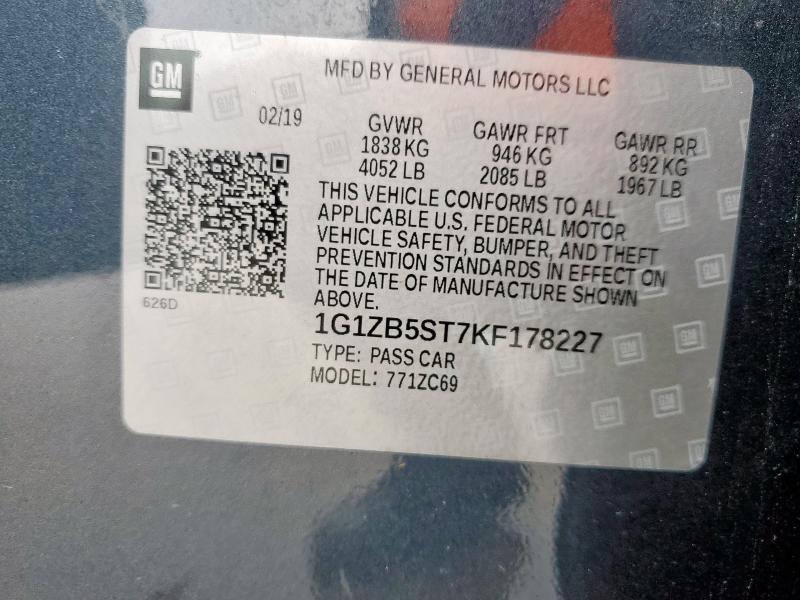 GM
MFD BY GENERAL MOTORS LLC
02/19
GVWR
1838 KG
4052 LB
GAWR FRT
946 KG
2085 LB
GAWR RR
892 KG
1967 LB
THIS VEHICLE CONFORMS TO ALL
APPLICABLE U.S. FEDERAL MOTOR
VEHICLE SAFETY, BUMPER, AND THEFT
PREVENTION STANDARDS IN EFFECT ON
THE DATE OF MANUFACTURE SHOWN
ABOVE.
626D
1G1ZB5ST7KF178227
TYPE: PASS CAR
MODEL: 771ZC69